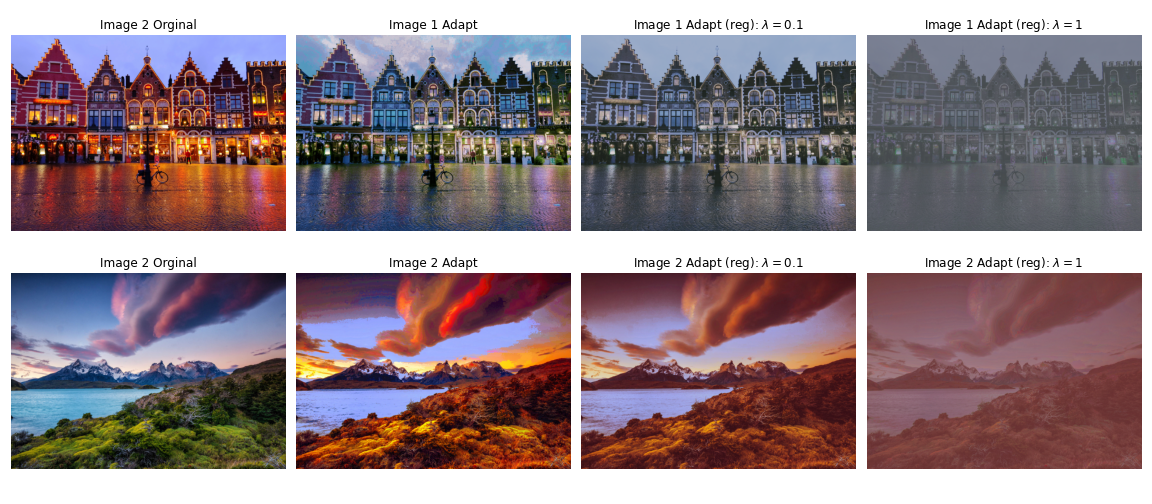 Image 2 Orginal
Image 1 Adapt
Image 1 Adapt (reg): λ = 0.1
Image 1 Adapt (reg): λ = 1
Image 2 Orginal
Image 2 Adapt
Image 2 Adapt (reg): λ = 0.1
Image 2 Adapt (reg): λ = 1